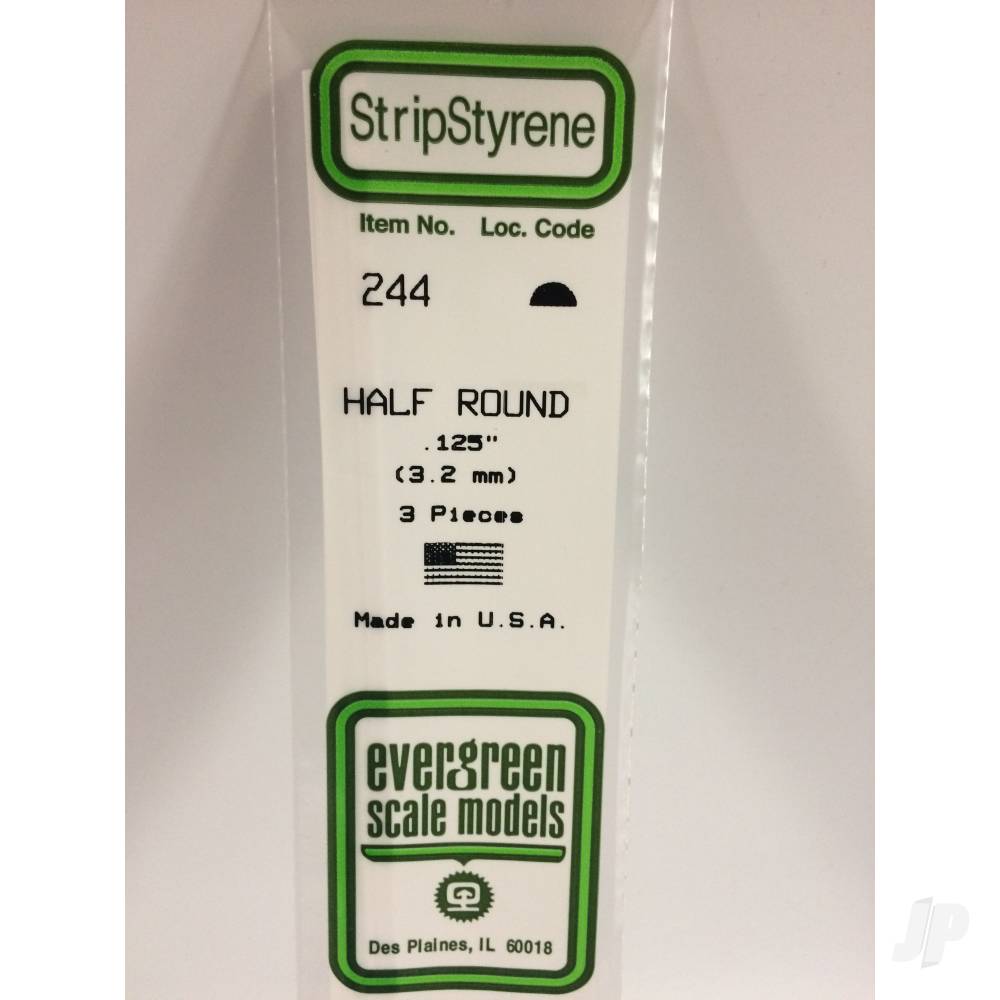 StripStyrene
Item No. Loc. Code
244
HALF ROUND
.125"
(3.2 mm)
3 Pieces
Made in U.S.A.
evergreen
scale models
Des Plaines, IL 60018
JP